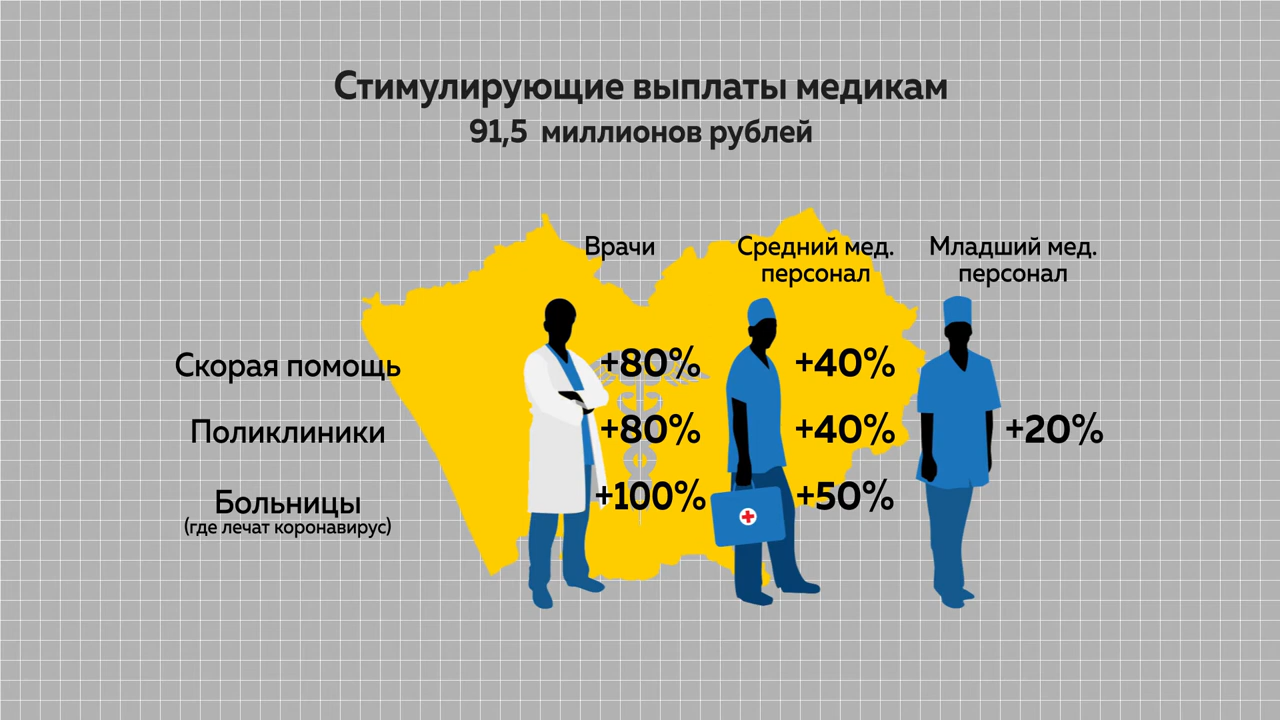 Стимулирующие выплаты медикам
91,5 миллионов рублей
Врачи
Средний мед.
персонал
Младший мед.
персонал
Скорая помощь +80% +40%
Поликлиники +80% +40% +20%
Больницы +100% +50%
(где лечат коронавирус)